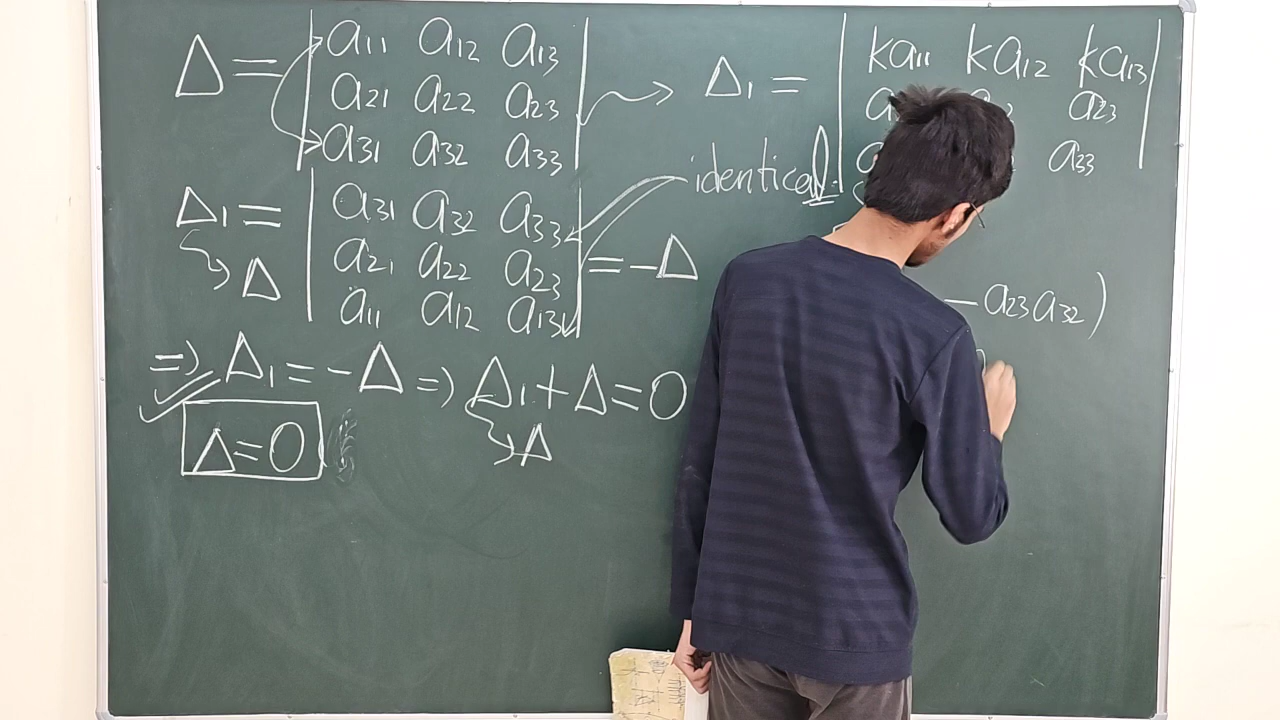 Δ = | a11 a12 a13 |
| a21 a22 a23 |
| a31 a32 a33 |
Δ1 = | a31 a32 a33 |
Δ | a21 a22 a23 | = -Δ
| a11 a12 a13 |
=> Δ1 = -Δ => Δ1 + Δ = 0
Δ = 0
Δ
Δ1 = | ka11 ka12 ka13 |
a23 |
a33 |
identical
- a23 a32)